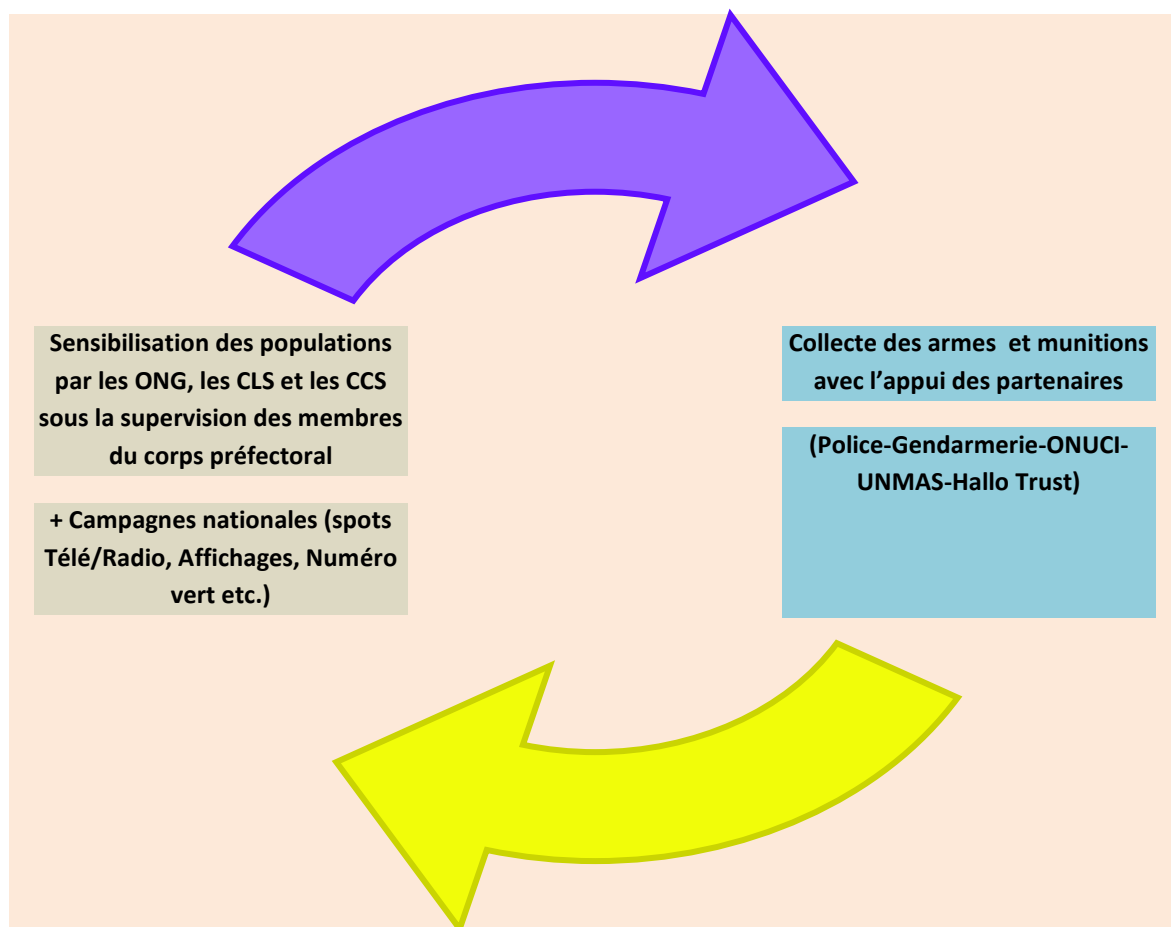 Sensibilisation des populations
par les ONG, les CLS et les CCS
sous la supervision des membres
du corps préfectoral
+ Campagnes nationales (spots
Télé/Radio, Affichages, Numéro
vert etc.)
Collecte des armes et munitions
avec l’appui des partenaires
(Police-Gendarmerie-ONUCI-
UNMAS-Hallo Trust)